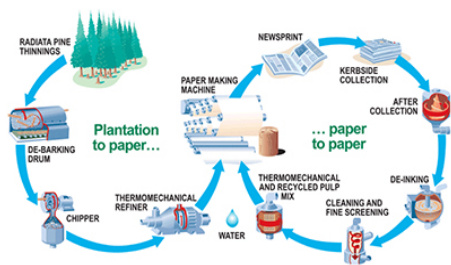 RADIATA PINE
THINNINGS
DE-BARKING
DRUM
CHIPPER
THERMOMECHANICAL
REFINER
Plantation
to paper...
PAPER MAKING
MACHINE
WATER
NEWSPRINT
KERBSIDE
COLLECTION
AFTER
COLLECTION
... paper
to paper
DE-INKING
CLEANING AND
FINE SCREENING
THERMOMECHANICAL
AND RECYCLED PULP
MIX